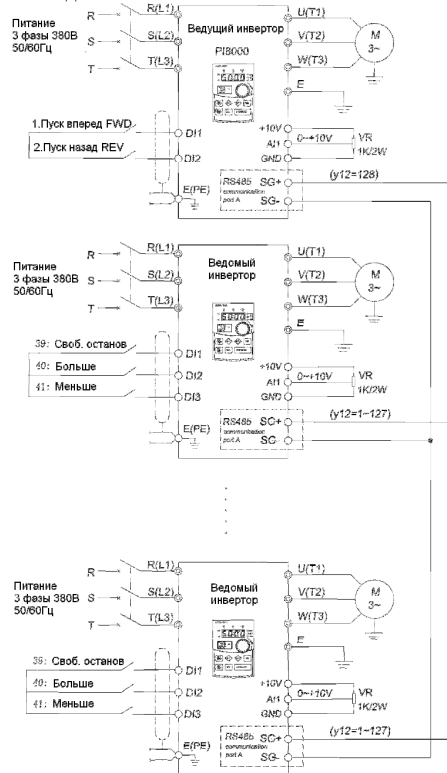 R R(L1)
Питание
3 фазы 380В
50/60Гц
S S(L2)
T T(L3)
Ведущий инвертор
PI8000
U(T1)
V(T2)
W(T3)
M
3~
E
1.Пуск вперед FWD
DI1
2.Пуск назад REV
DI2
E(PE)
+10V
AI1 0~+10V
GND
VR
1K/2W
RS485
communication
port A
SG+
SG-
(y12=128)
R R(L1)
Питание
3 фазы 380В
50/60Гц
S S(L2)
T T(L3)
Ведомый
инвертор
U(T1)
V(T2)
W(T3)
M
3~
E
39: Своб. останов
DI1
40: Больше
DI2
41: Меньше
DI3
E(PE)
+10V
AI1 0~+10V
GND
VR
1K/2W
RS485
communication
port A
SG+
SG-
(y12=1~127)
R R(L1)
Питание
3 фазы 380В
50/60Гц
S S(L2)
T T(L3)
Ведомый
инвертор
U(T1)
V(T2)
W(T3)
M
3~
E
39: Своб. останов
DI1
40: Больше
DI2
41: Меньше
DI3
E(PE)
+10V
AI1 0~+10V
GND
VR
1K/2W
RS485
communication
port A
SG+
SG-
(y12=1~127)